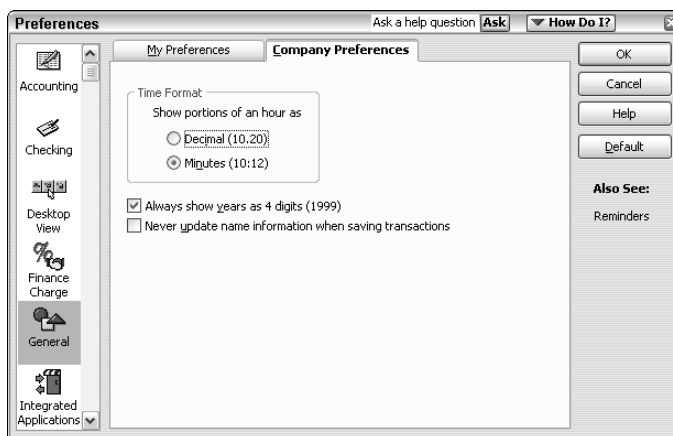 Preferences
Ask a help question Ask
How Do I?
Accounting
Checking
Desktop
View
Finance
Charge
General
Integrated
Applications
My Preferences
Company Preferences
Time Format
Show portions of an hour as
Decimal (10.20)
Minutes (10:12)
Always show years as 4 digits (1999)
Never update name information when saving transactions
OK
Cancel
Help
Default
Also See:
Reminders